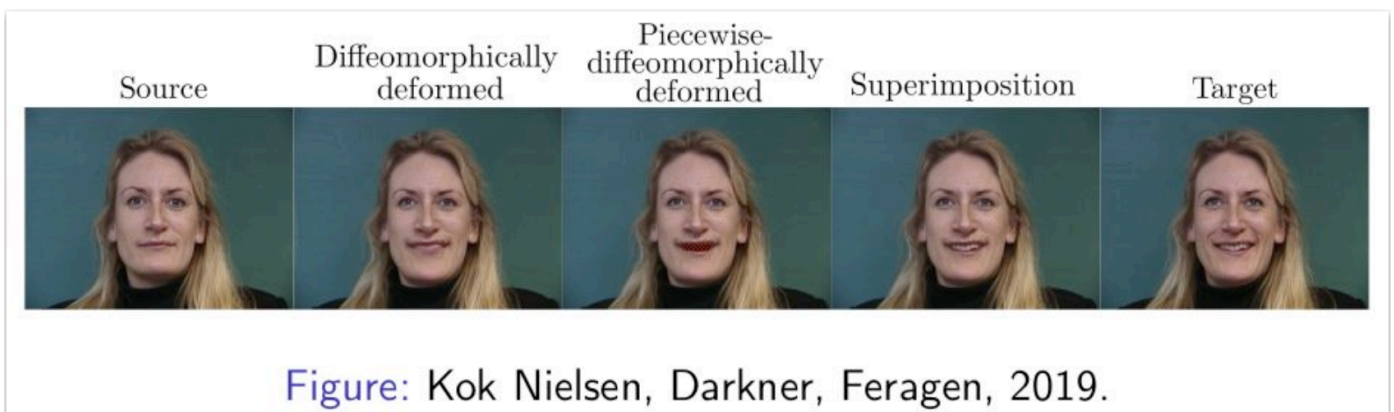 Source
Diffeomorphically
deformed
Piecewise-
diffeomorphically
deformed
Superimposition
Target
Figure: Kok Nielsen, Darkner, Feragen, 2019.